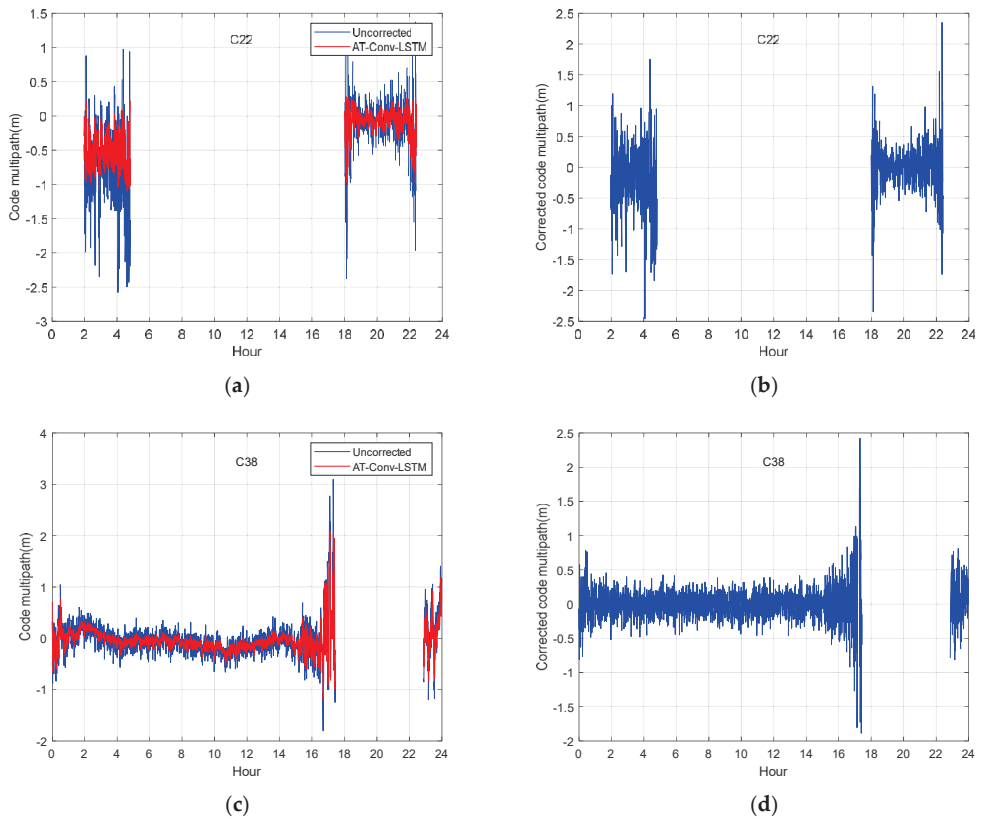 C22
Uncorrected
AT-Conv-LSTM
Code multipath(m)
1.5
1
0.5
0
-0.5
-1
-1.5
-2
-2.5
-3
0 2 4 6 8 10 12 14 16 18 20 22 24
Hour
(a)
C22
Corrected code multipath(m)
2.5
2
1.5
1
0.5
0
-0.5
-1
-1.5
-2
-2.5
0 2 4 6 8 10 12 14 16 18 20 22 24
Hour
(b)
C38
Uncorrected
AT-Conv-LSTM
Code multipath(m)
4
3
2
1
0
-1
-2
0 2 4 6 8 10 12 14 16 18 20 22 24
Hour
(c)
C38
Corrected code multipath(m)
2.5
2
1.5
1
0.5
0
-0.5
-1
-1.5
-2
0 2 4 6 8 10 12 14 16 18 20 22 24
Hour
(d)